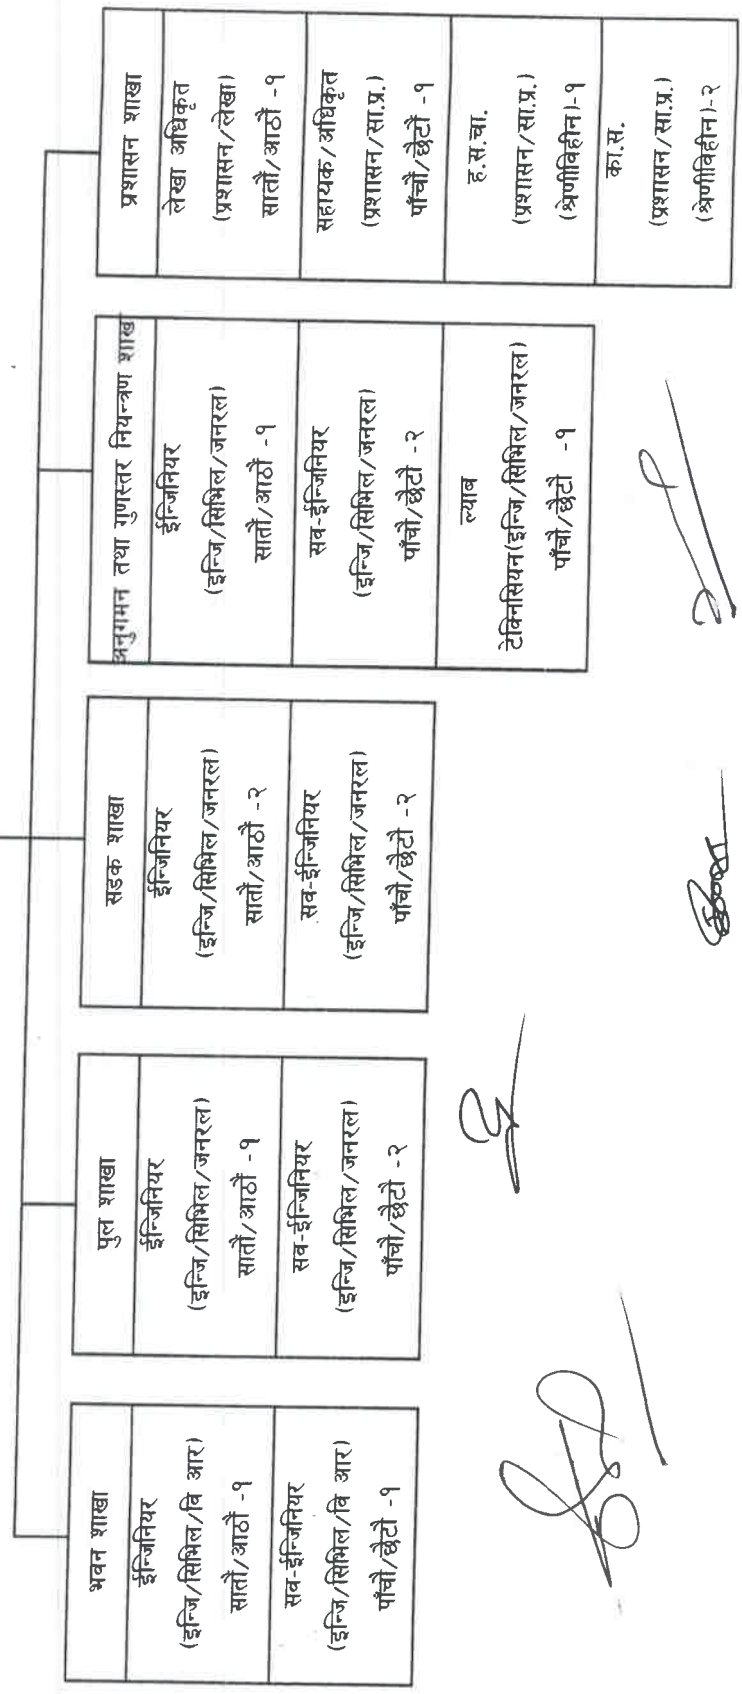 भवन शाखा
ईन्जिनियर
(इन्जि/सिभिल/वि आर)
सातौं/आठौं -१
सव-ईन्जिनियर
(इन्जि/सिभिल/वि आर)
पाँचौ/छैटौ -१
पुल शाखा
ईन्जिनियर
(इन्जि/सिभिल/जनरल)
सातौं/आठौं -१
सव-ईन्जिनियर
(इन्जि/सिभिल/जनरल)
पाँचौ/छैटौ -२
सडक शाखा
ईन्जिनियर
(इन्जि/सिभिल/जनरल)
सातौं/आठौं -२
सव-ईन्जिनियर
(इन्जि/सिभिल/जनरल)
पाँचौ/छैटौ -२
अनुगमन तथा गुणस्तर नियन्त्रण शाखा
ईन्जिनियर
(इन्जि/सिभिल/जनरल)
सातौं/आठौं -१
सव-ईन्जिनियर
(इन्जि/सिभिल/जनरल)
पाँचौ/छैटौ -२
ल्याब
टेक्निसियन(इन्जि/सिभिल/जनरल)
पाँचौ/छैटौ -१
प्रशासन शाखा
लेखा अधिकृत
(प्रशासन/लेखा)
सातौं/आठौं -१
सहायक/अधिकृत
(प्रशासन/सा.प्र.)
पाँचौं/छैटौं -१
ह.स.चा.
(प्रशासन/सा.प्र.)
(श्रेणीविहीन)-१
का.स.
(प्रशासन/सा.प्र.)
(श्रेणीविहीन)-२